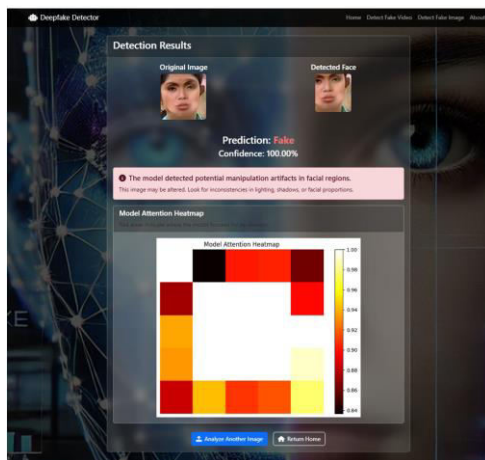 Deepfake Detector
Home Detect Fake Video Detect Fake Image About
Detection Results
Original Image
Detected Face
Prediction: Fake
Confidence: 100.00%
The model detected potential manipulation artifacts in facial regions.
This image may be altered. Look for inconsistencies in lighting, shadows, or facial proportions.
Model Attention Heatmap
Model Attention Heatmap
1.00
0.98
0.96
0.94
0.92
0.90
0.88
0.86
0.84
KE
Analyze Another Image
Return Home